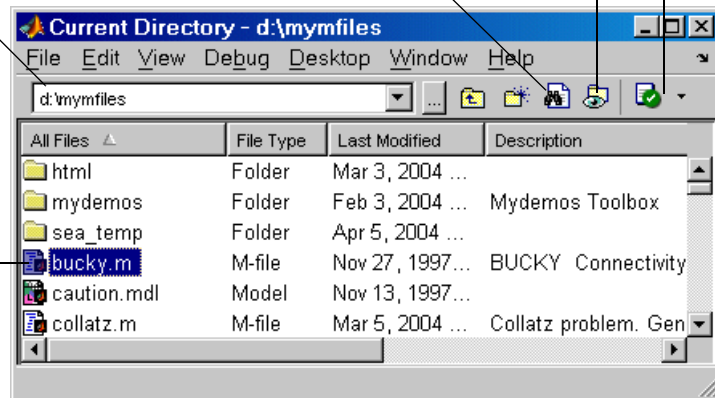 Current Directory - d:\mymfiles
File Edit View Debug Desktop Window Help
d:\mymfiles ...
All Files File Type Last Modified Description
html Folder Mar 3, 2004 ...
mydemos Folder Feb 3, 2004 ... Mydemos Toolbox
sea_temp Folder Apr 5, 2004 ...
bucky.m M-file Nov 27, 1997... BUCKY Connectivity
caution.mdl Model Nov 13, 1997...
collatz.m M-file Mar 5, 2004 ... Collatz problem. Gen